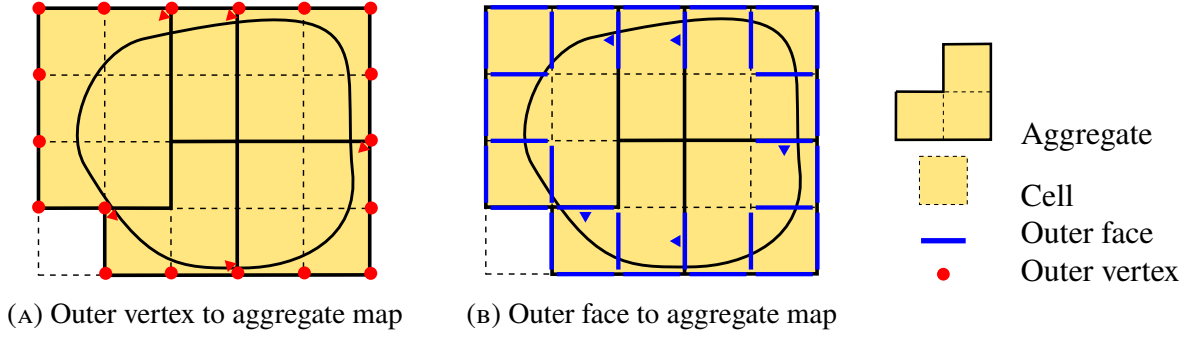 Aggregate
Cell
Outer face
Outer vertex
(A) Outer vertex to aggregate map
(B) Outer face to aggregate map